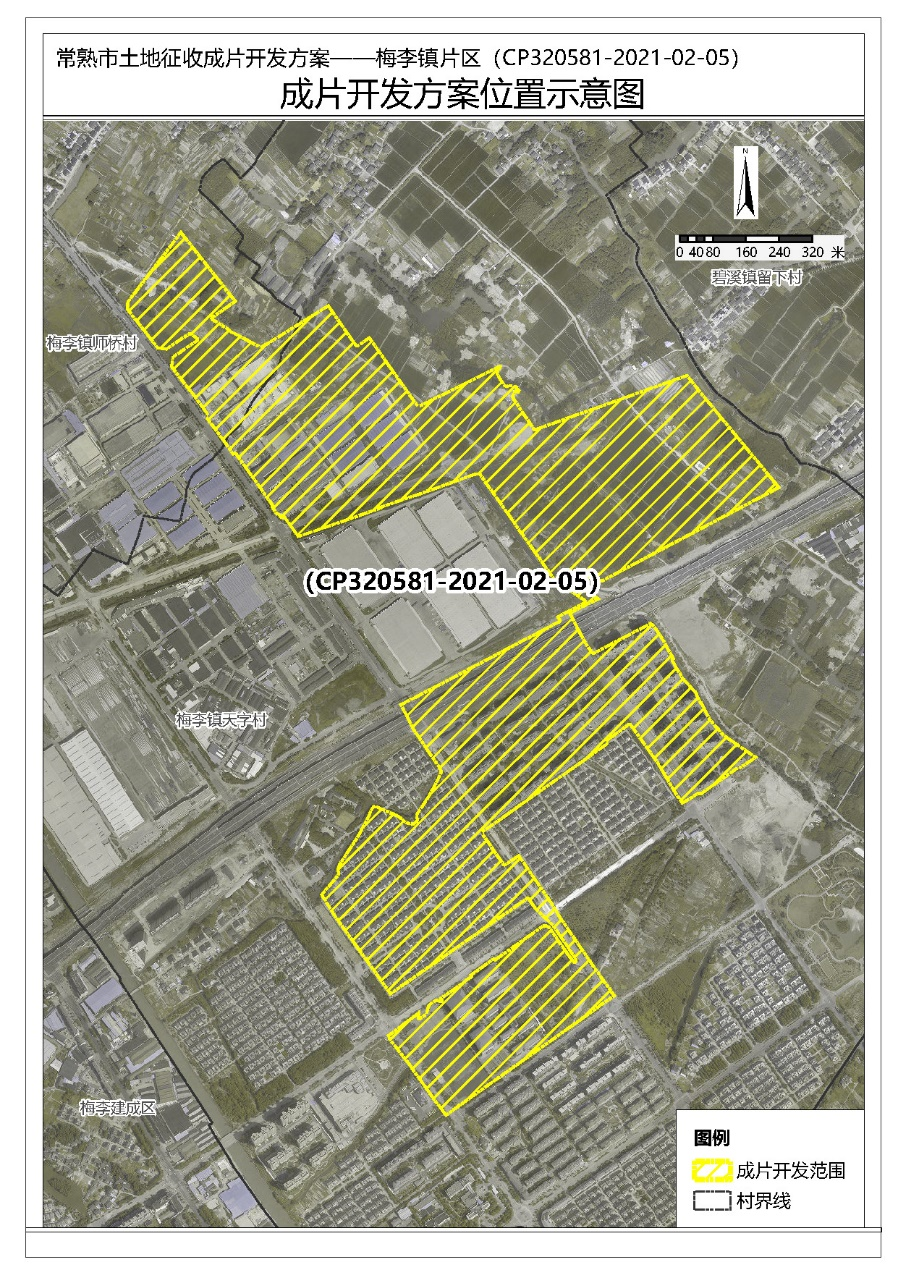 常熟市土地征收成片开发方案——梅李镇片区（CP320581-2021-02-05）
成片开发方案位置示意图
N
0 40 80 160 240 320 米
碧溪镇留下村
梅李镇师桥村
(CP320581-2021-02-05)
梅李镇天字村
梅李建成区
图例
成片开发范围
村界线